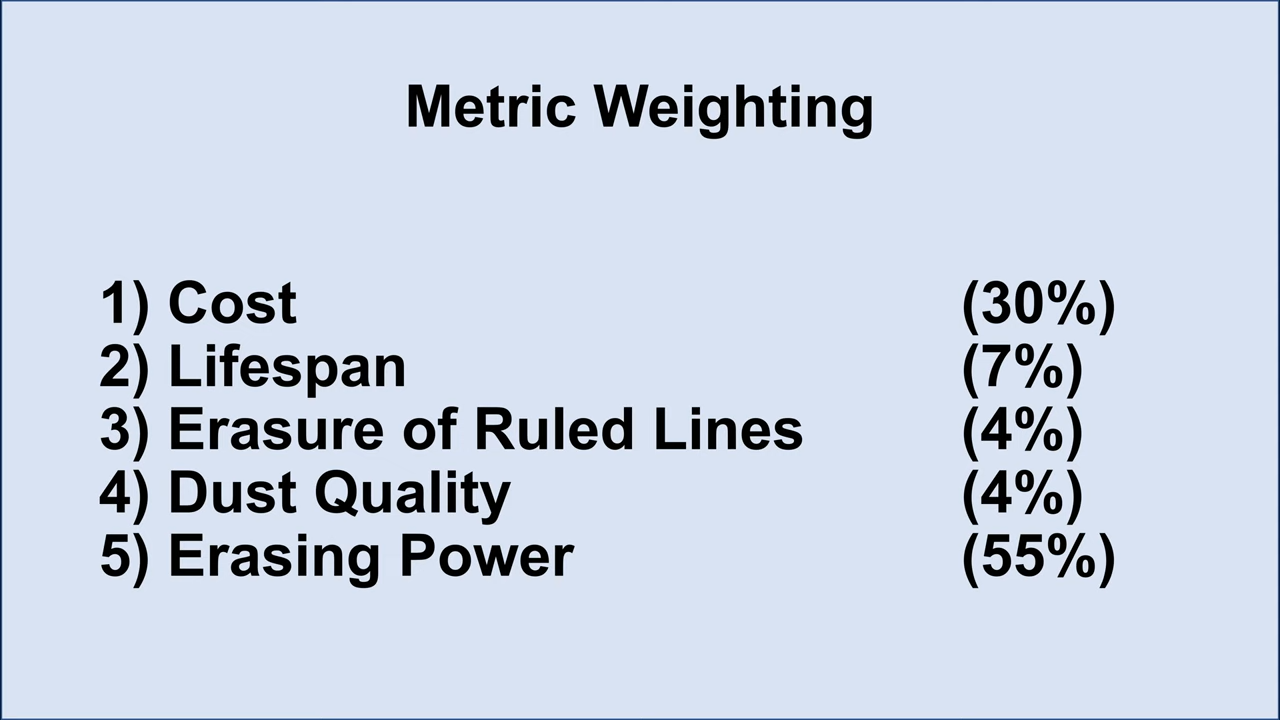 Metric Weighting
1) Cost (30%)
2) Lifespan (7%)
3) Erasure of Ruled Lines (4%)
4) Dust Quality (4%)
5) Erasing Power (55%)